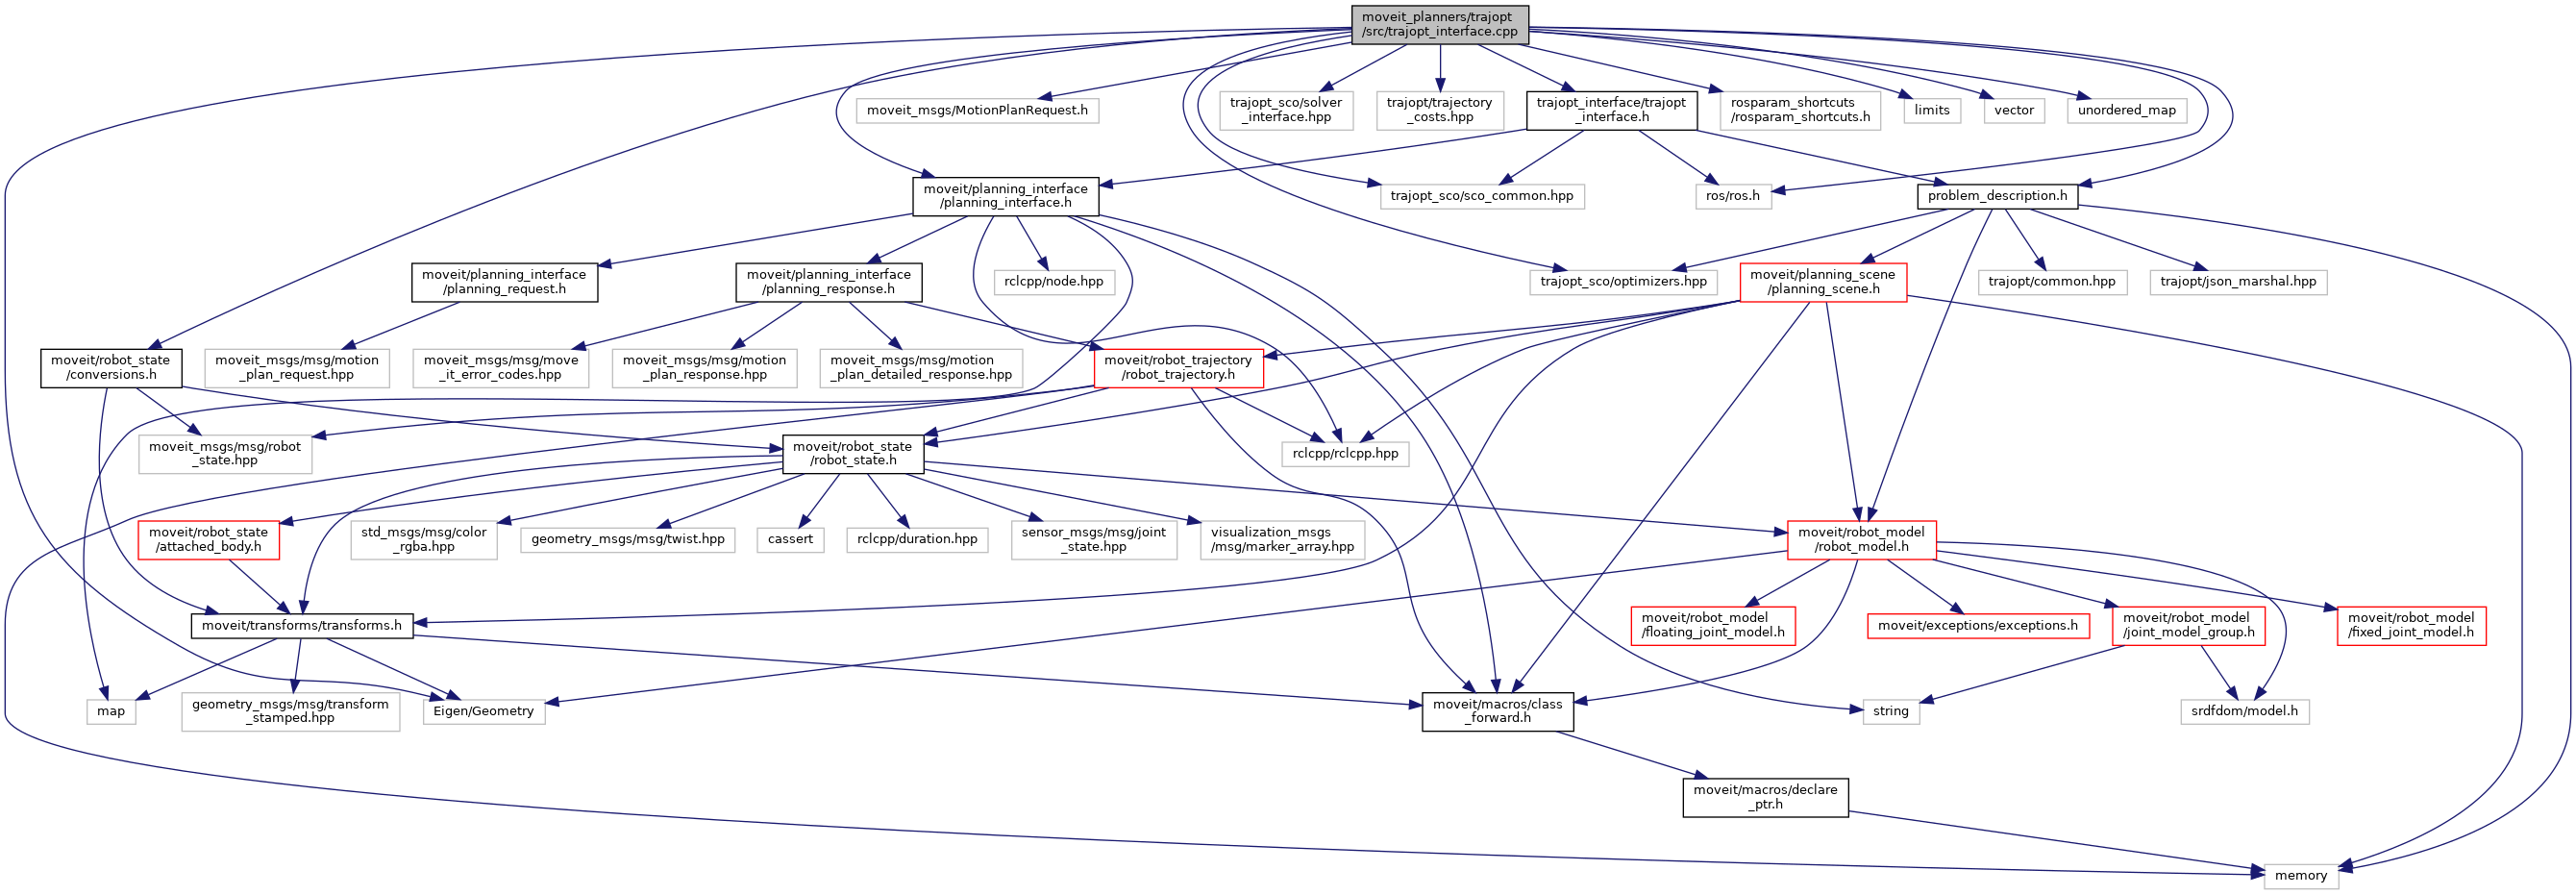 moveit_planners/trajopt
/src/trajopt_interface.cpp
moveit_msgs/MotionPlanRequest.h
trajopt_sco/solver
_interface.hpp
trajopt/trajectory
_costs.hpp
trajopt_interface/trajopt
_interface.h
rosparam_shortcuts
/rosparam_shortcuts.h
limits
vector
unordered_map
moveit/planning_interface
/planning_interface.h
trajopt_sco/sco_common.hpp
ros/ros.h
problem_description.h
moveit/planning_interface
/planning_request.h
moveit/planning_interface
/planning_response.h
rclcpp/node.hpp
trajopt_sco/optimizers.hpp
moveit/planning_scene
/planning_scene.h
trajopt/common.hpp
trajopt/json_marshal.hpp
moveit/robot_state
/conversions.h
moveit_msgs/msg/motion
_plan_request.hpp
moveit_msgs/msg/move
_it_error_codes.hpp
moveit_msgs/msg/motion
_plan_response.hpp
moveit_msgs/msg/motion
_plan_detailed_response.hpp
moveit/robot_trajectory
/robot_trajectory.h
moveit_msgs/msg/robot
_state.hpp
moveit/robot_state
/robot_state.h
rclcpp/rclcpp.hpp
moveit/robot_state
/attached_body.h
std_msgs/msg/color
_rgba.hpp
geometry_msgs/msg/twist.hpp
cassert
rclcpp/duration.hpp
sensor_msgs/msg/joint
_state.hpp
visualization_msgs
/msg/marker_array.hpp
moveit/robot_model
/robot_model.h
moveit/transforms/transforms.h
moveit/robot_model
/floating_joint_model.h
moveit/exceptions/exceptions.h
moveit/robot_model
/joint_model_group.h
moveit/robot_model
/fixed_joint_model.h
map
geometry_msgs/msg/transform
_stamped.hpp
Eigen/Geometry
moveit/macros/class
_forward.h
string
srdfdom/model.h
moveit/macros/declare
_ptr.h
memory